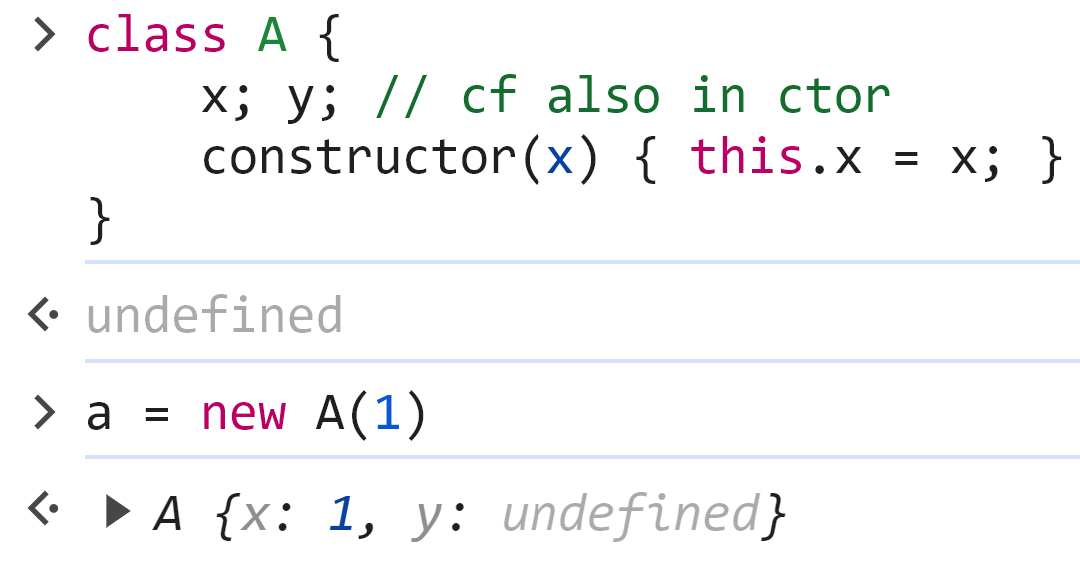 > class A {
    x; y; // cf also in ctor
    constructor(x) { this.x = x; }
}
undefined
> a = new A(1)
A {x: 1, y: undefined}